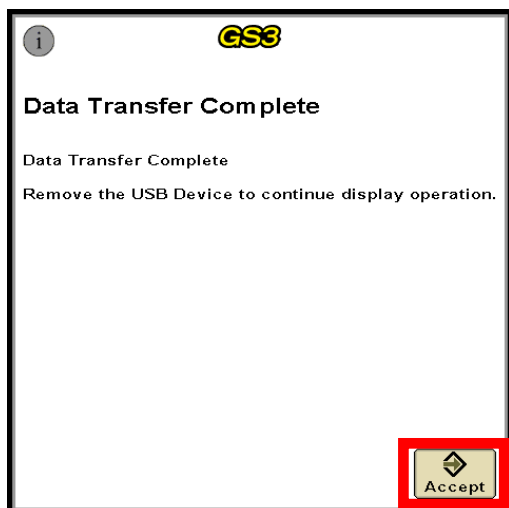 i
GS3
Data Transfer Complete
Data Transfer Complete
Remove the USB Device to continue display operation.
Accept